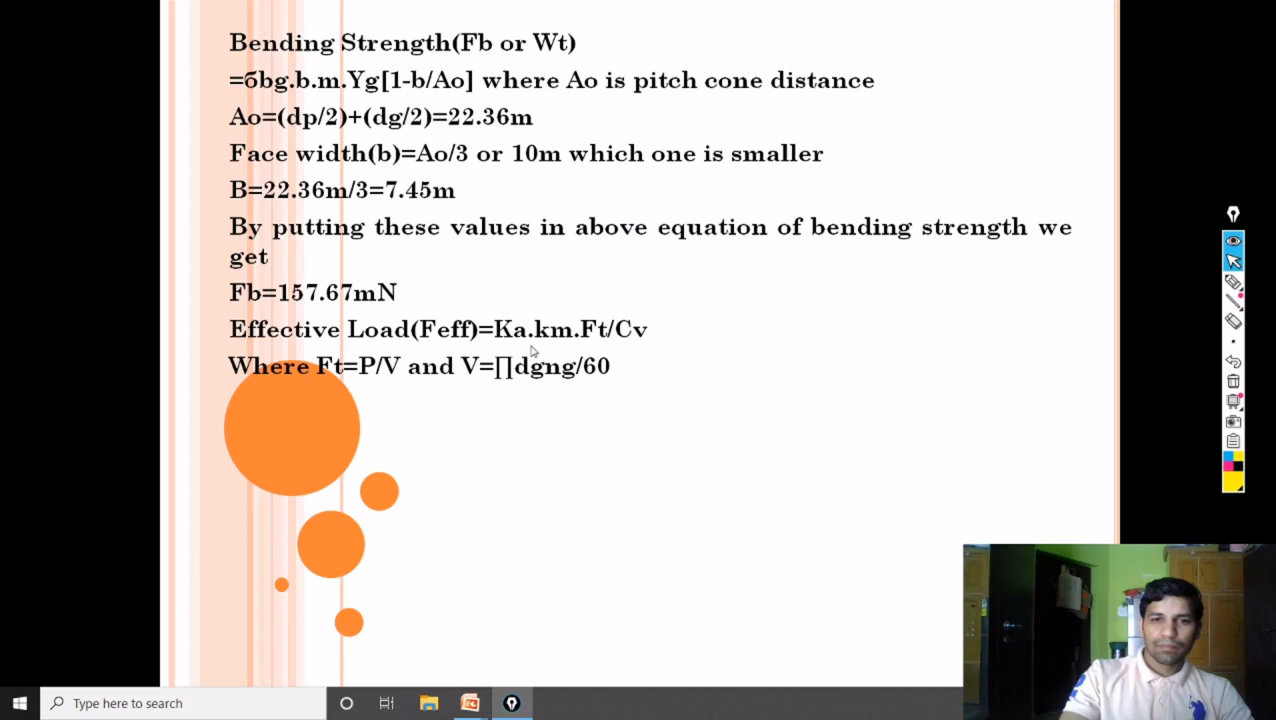 Bending Strength(Fb or Wt)
=бbg.b.m.Yg[1-b/Ao] where Ao is pitch cone distance
Ao=(dp/2)+(dg/2)=22.36m
Face width(b)=Ao/3 or 10m which one is smaller
B=22.36m/3=7.45m
By putting these values in above equation of bending strength we
get
Fb=157.67mN
Effective Load(Feff)=Ka.km.Ft/Cv
Where Ft=P/V and V=∏dgng/60
Type here to search